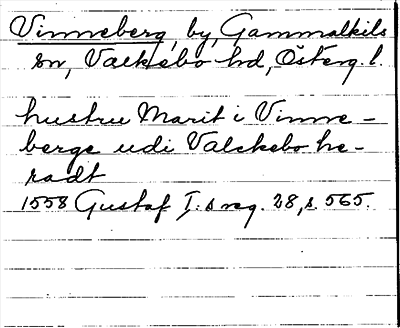 Vinneberg, by, Gammalkils
sn, Valkebo hd, Österg. l.
hustru Marit i Vinne-
berge udi Valckebo he-
radt
1558 Gustaf I:s reg. 28, s. 565.